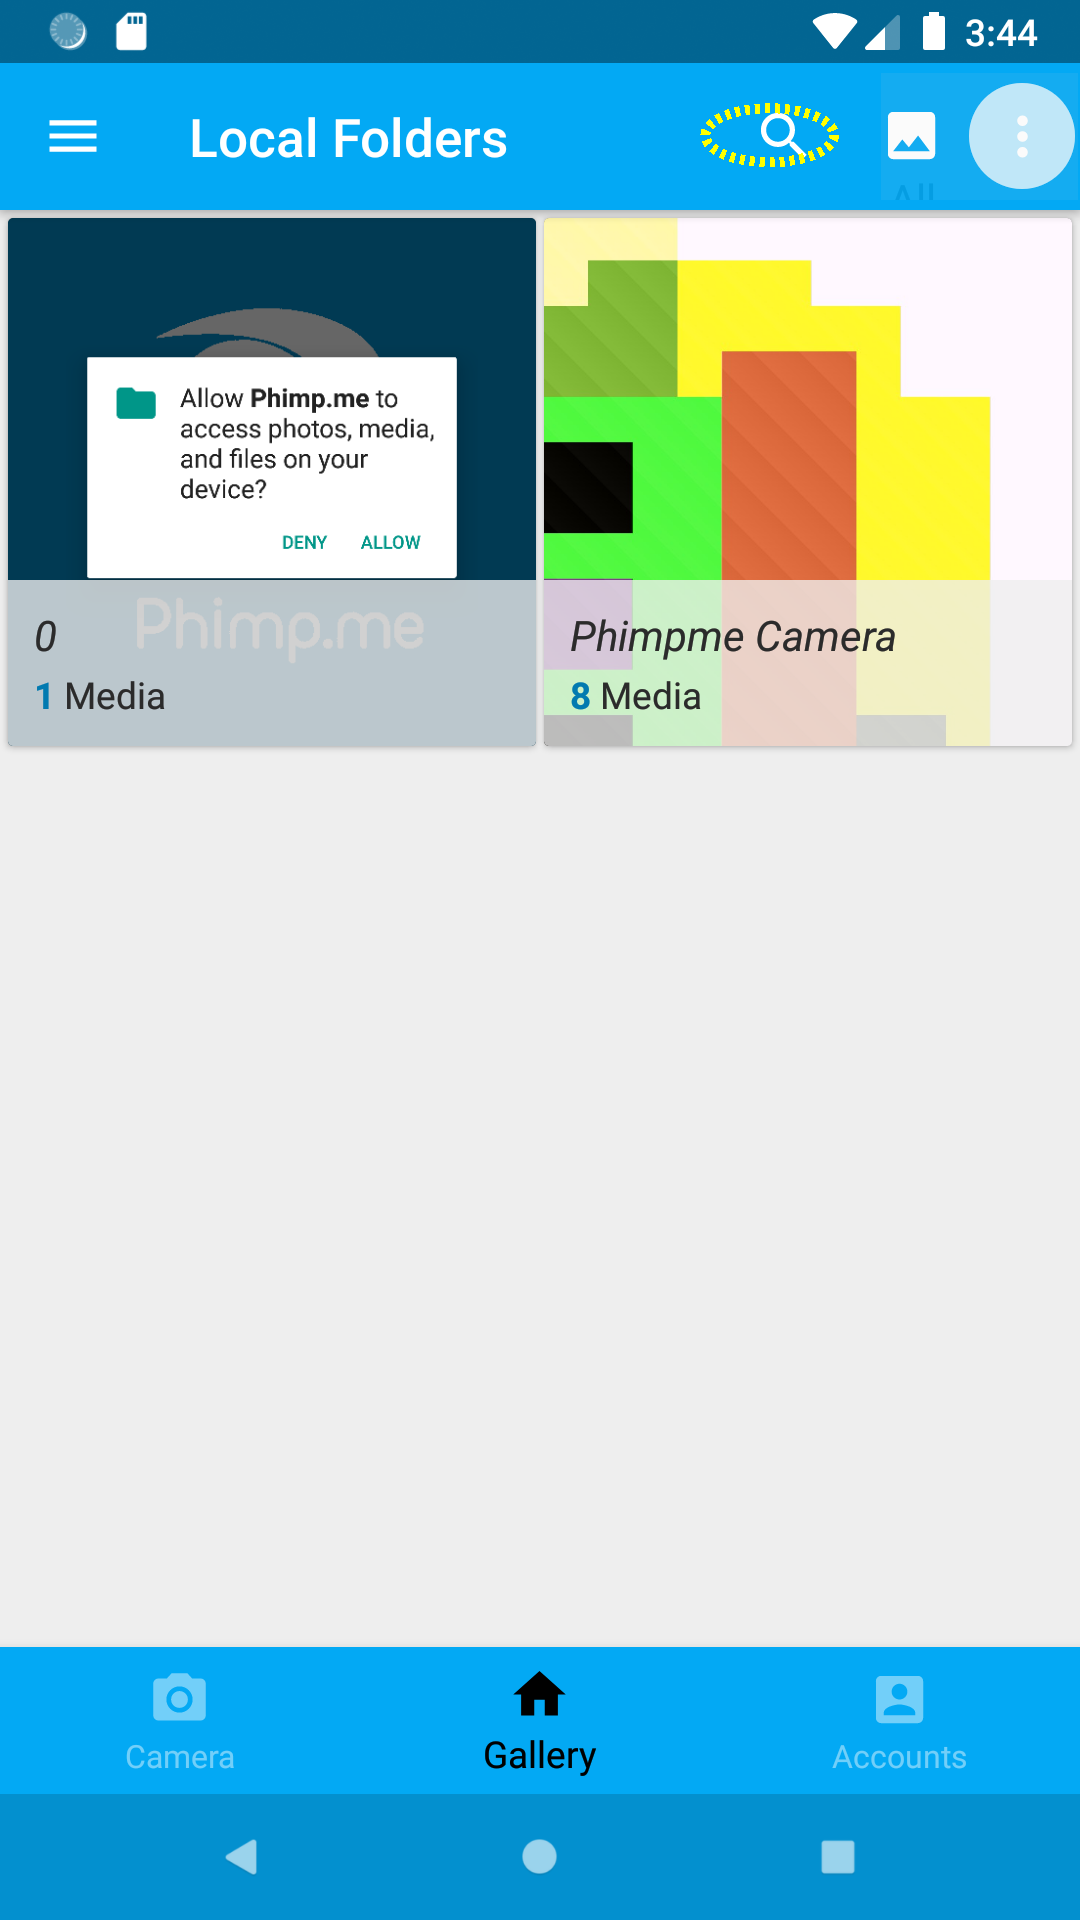 3:44
Local Folders
All
Allow Phimp.me to
access photos, media,
and files on your
device?
DENY ALLOW
Phimp.me
0
1 Media
Phimpme Camera
8 Media
Camera
Gallery
Accounts